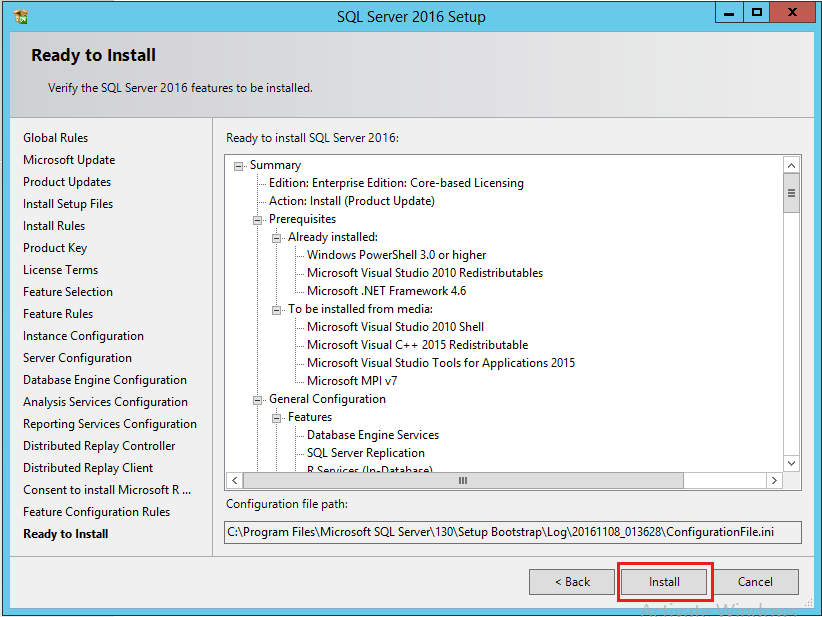 SQL Server 2016 Setup
Ready to Install
Verify the SQL Server 2016 features to be installed.
Global Rules
Microsoft Update
Product Updates
Install Setup Files
Install Rules
Product Key
License Terms
Feature Selection
Feature Rules
Instance Configuration
Server Configuration
Database Engine Configuration
Analysis Services Configuration
Reporting Services Configuration
Distributed Replay Controller
Distributed Replay Client
Consent to install Microsoft R ...
Feature Configuration Rules
Ready to Install
Ready to install SQL Server 2016:
Summary
Edition: Enterprise Edition: Core-based Licensing
Action: Install (Product Update)
Prerequisites
Already installed:
Windows PowerShell 3.0 or higher
Microsoft Visual Studio 2010 Redistributables
Microsoft .NET Framework 4.6
To be installed from media:
Microsoft Visual Studio 2010 Shell
Microsoft Visual C++ 2015 Redistributable
Microsoft Visual Studio Tools for Applications 2015
Microsoft MPI v7
General Configuration
Features
Database Engine Services
SQL Server Replication
R Services (In-Database)
Configuration file path:
C:\Program Files\Microsoft SQL Server\130\Setup Bootstrap\Log\20161108_013628\ConfigurationFile.ini
< Back
Install
Cancel
Activate Windows